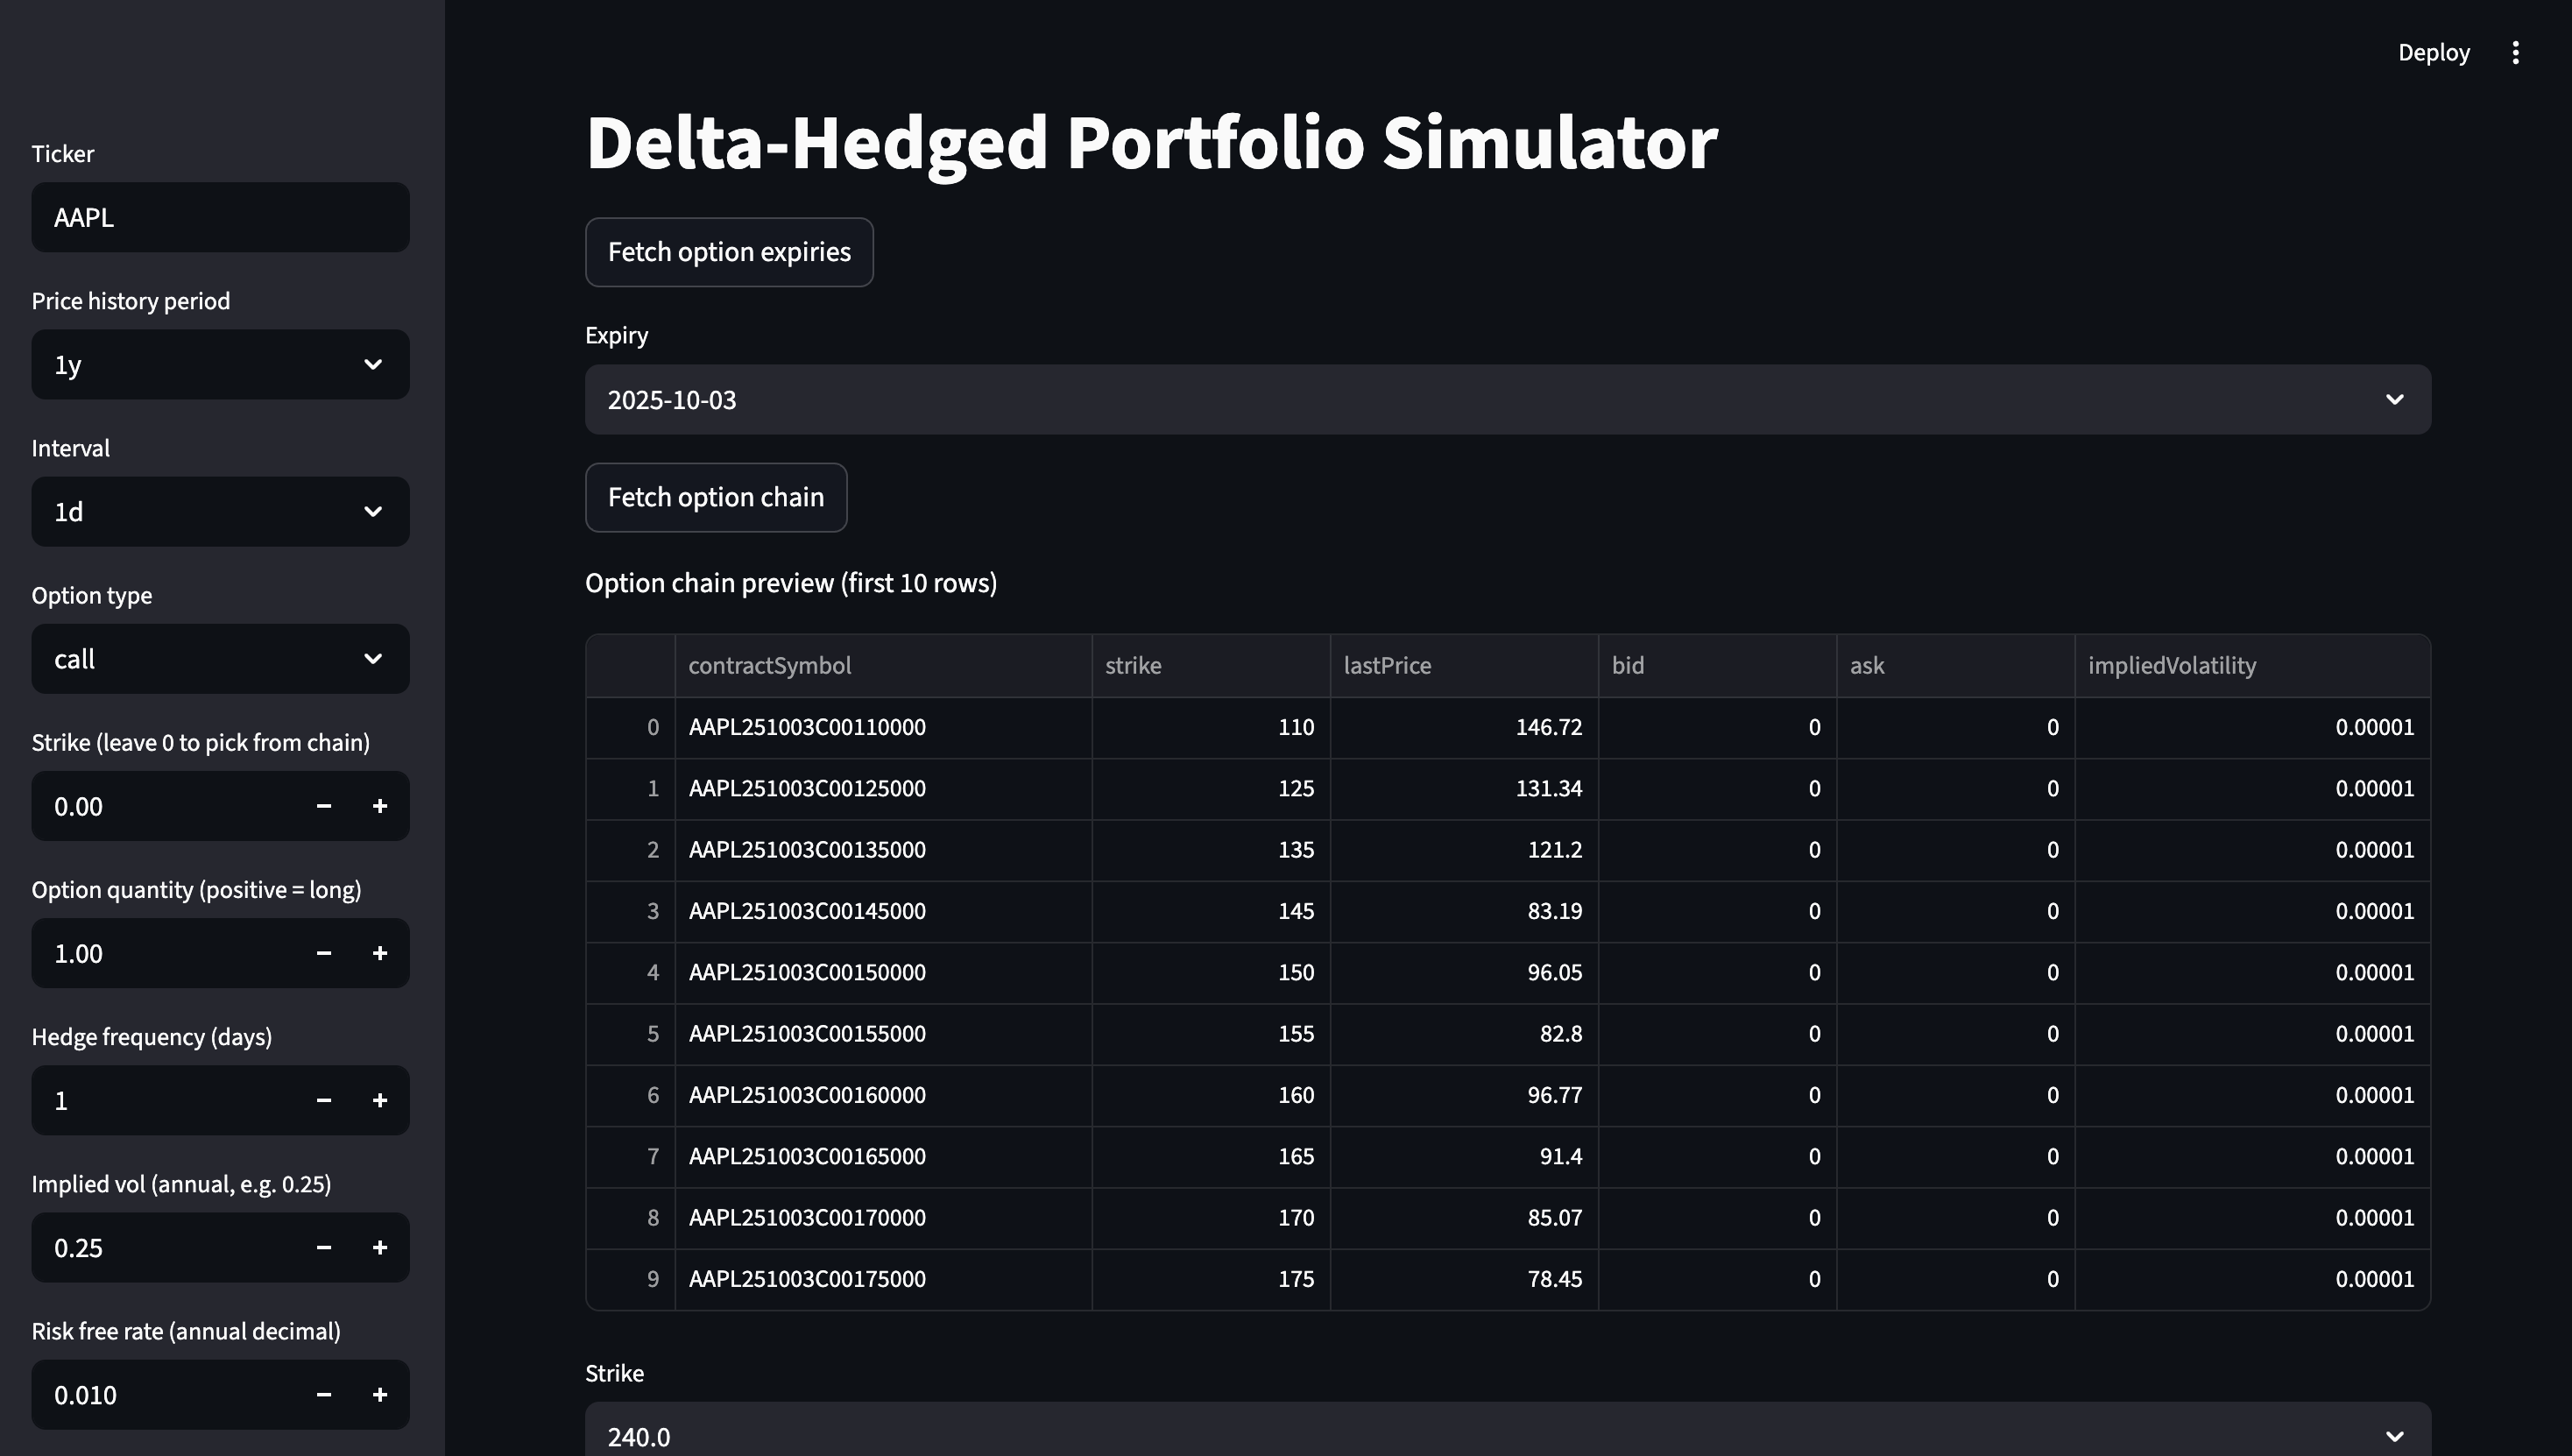 Deploy
Ticker
AAPL
Price history period
1y
Interval
1d
Option type
call
Strike (leave 0 to pick from chain)
0.00
Option quantity (positive = long)
1.00
Hedge frequency (days)
1
Implied vol (annual, e.g. 0.25)
0.25
Risk free rate (annual decimal)
0.010
Delta-Hedged Portfolio Simulator
Fetch option expiries
Expiry
2025-10-03
Fetch option chain
Option chain preview (first 10 rows)
contractSymbol strike lastPrice bid ask impliedVolatility
0 AAPL251003C00110000 110 146.72 0 0 0.00001
1 AAPL251003C00125000 125 131.34 0 0 0.00001
2 AAPL251003C00135000 135 121.2 0 0 0.00001
3 AAPL251003C00145000 145 83.19 0 0 0.00001
4 AAPL251003C00150000 150 96.05 0 0 0.00001
5 AAPL251003C00155000 155 82.8 0 0 0.00001
6 AAPL251003C00160000 160 96.77 0 0 0.00001
7 AAPL251003C00165000 165 91.4 0 0 0.00001
8 AAPL251003C00170000 170 85.07 0 0 0.00001
9 AAPL251003C00175000 175 78.45 0 0 0.00001
Strike
240.0